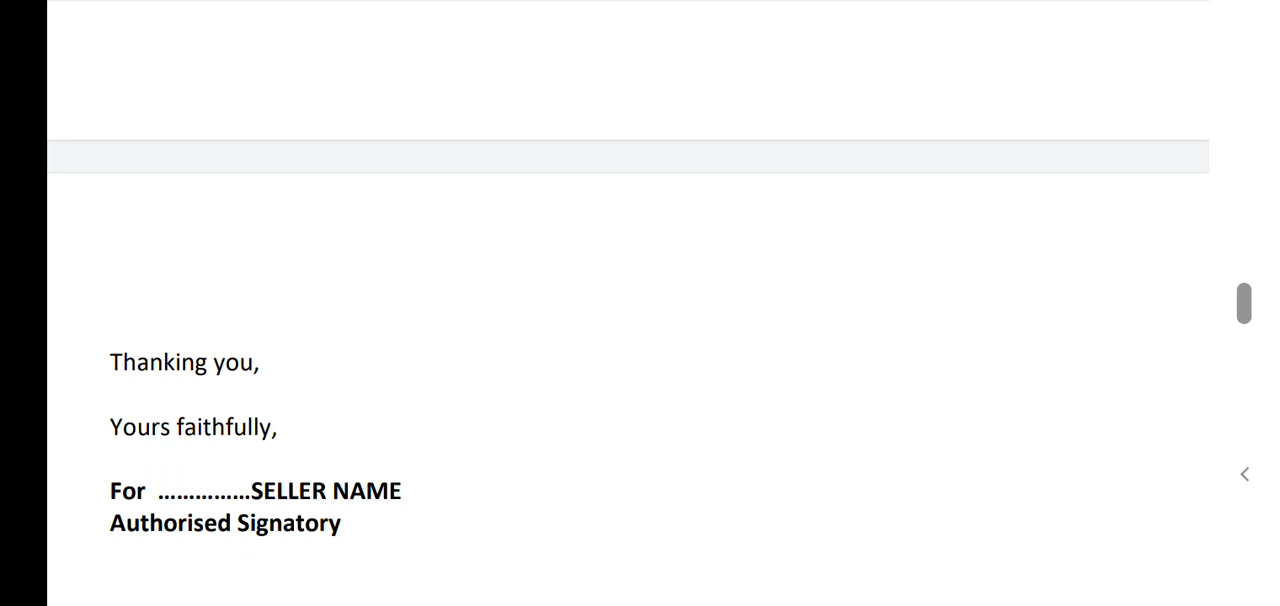 Thanking you,
Yours faithfully,
For ...............SELLER NAME
Authorised Signatory